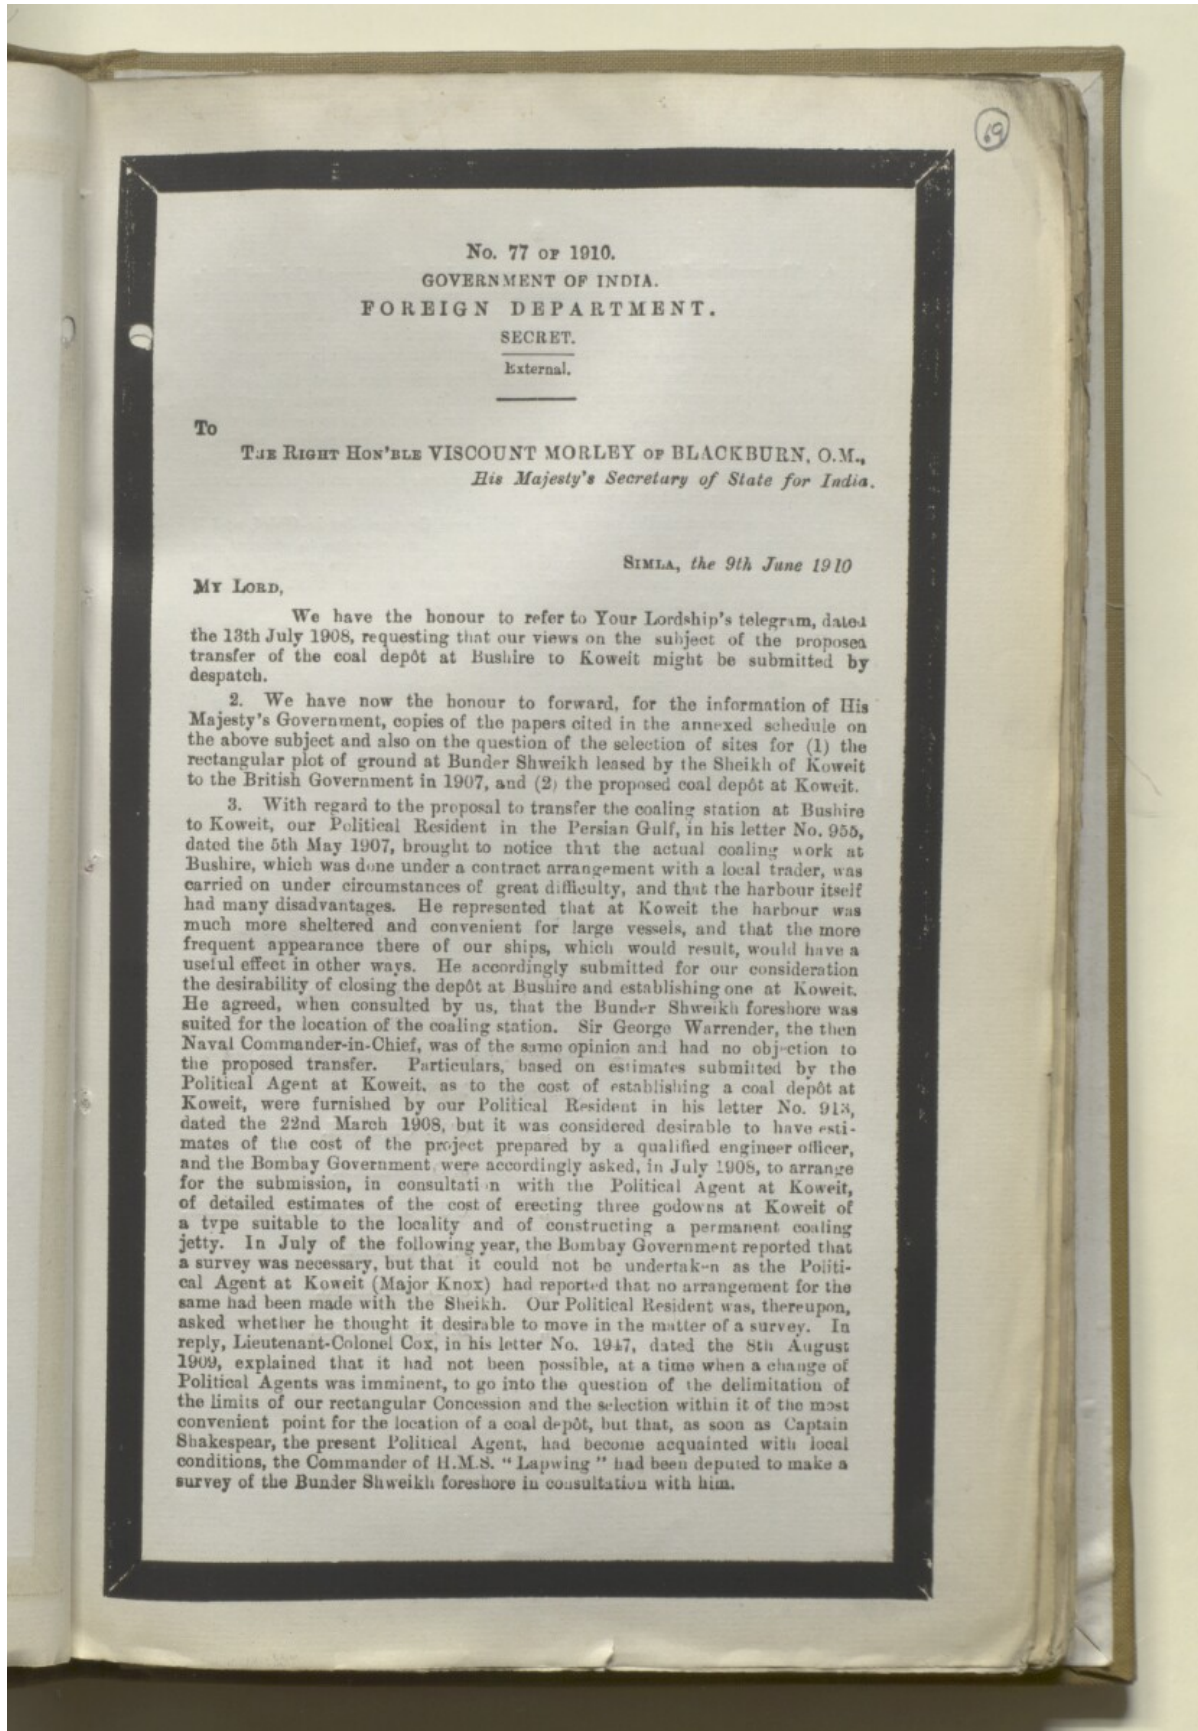 69
No. 77 OF 1910.
GOVERNMENT OF INDIA.
FOREIGN DEPARTMENT.
SECRET.
External.
To
THE RIGHT HON'BLE VISCOUNT MORLEY OF BLACKBURN, O.M.,
His Majesty's Secretary of State for India.
SIMLA, the 9th June 1910
MY LORD,
We have the honour to refer to Your Lordship's telegram, dated
the 13th July 1908, requesting that our views on the subject of the proposed
transfer of the coal depôt at Bushire to Koweit might be submitted by
despatch.
2. We have now the honour to forward, for the information of His
Majesty's Government, copies of the papers cited in the annexed schedule on
the above subject and also on the question of the selection of sites for (1) the
rectangular plot of ground at Bunder Shweikh leased by the Sheikh of Koweit
to the British Government in 1907, and (2) the proposed coal depôt at Koweit.
3. With regard to the proposal to transfer the coaling station at Bushire
to Koweit, our Political Resident in the Persian Gulf, in his letter No. 955,
dated the 5th May 1907, brought to notice that the actual coaling work at
Bushire, which was done under a contract arrangement with a local trader, was
carried on under circumstances of great difficulty, and that the harbour itself
had many disadvantages. He represented that at Koweit the harbour was
much more sheltered and convenient for large vessels, and that the more
frequent appearance there of our ships, which would result, would have a
useful effect in other ways. He accordingly submitted for our consideration
the desirability of closing the depôt at Bushire and establishing one at Koweit.
He agreed, when consulted by us, that the Bunder Shweikh foreshore was
suited for the location of the coaling station. Sir George Warrender, the then
Naval Commander-in-Chief, was of the same opinion and had no objection to
the proposed transfer. Particulars, based on estimates submitted by the
Political Agent at Koweit, as to the cost of establishing a coal depôt at
Koweit, were furnished by our Political Resident in his letter No. 913,
dated the 22nd March 1908, but it was considered desirable to have esti-
mates of the cost of the project prepared by a qualified engineer officer,
and the Bombay Government were accordingly asked, in July 1908, to arrange
for the submission, in consultation with the Political Agent at Koweit,
of detailed estimates of the cost of erecting three godowns at Koweit of
a type suitable to the locality and of constructing a permanent coaling
jetty. In July of the following year, the Bombay Government reported that
a survey was necessary, but that it could not be undertaken as the Politi-
cal Agent at Koweit (Major Knox) had reported that no arrangement for the
same had been made with the Sheikh. Our Political Resident was, thereupon,
asked whether he thought it desirable to move in the matter of a survey. In
reply, Lieutenant-Colonel Cox, in his letter No. 1947, dated the 8th August
1909, explained that it had not been possible, at a time when a change of
Political Agents was imminent, to go into the question of the delimitation of
the limits of our rectangular Concession and the selection within it of the most
convenient point for the location of a coal depôt, but that, as soon as Captain
Shakespear, the present Political Agent, had become acquainted with local
conditions, the Commander of H.M.S. "Lapwing" had been deputed to make a
survey of the Bunder Shweikh foreshore in consultation with him.